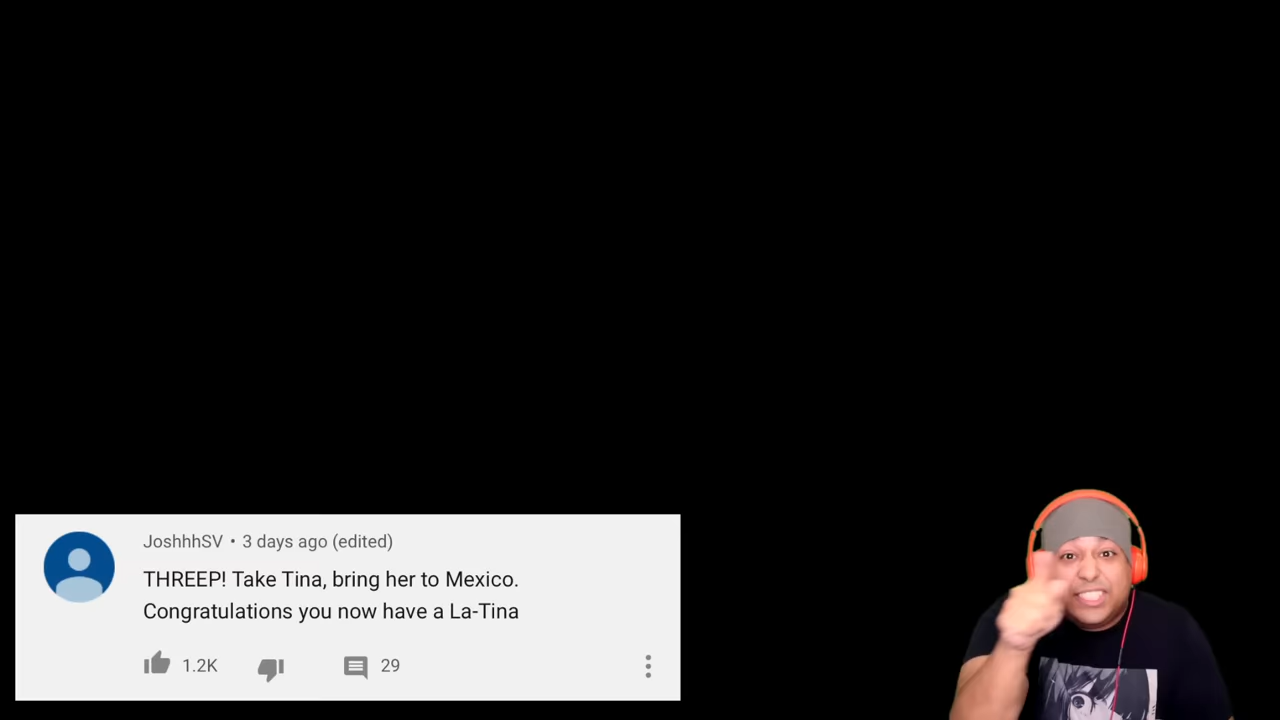 JoshhhSV • 3 days ago (edited)
THREEP! Take Tina, bring her to Mexico.
Congratulations you now have a La-Tina
1.2K 29